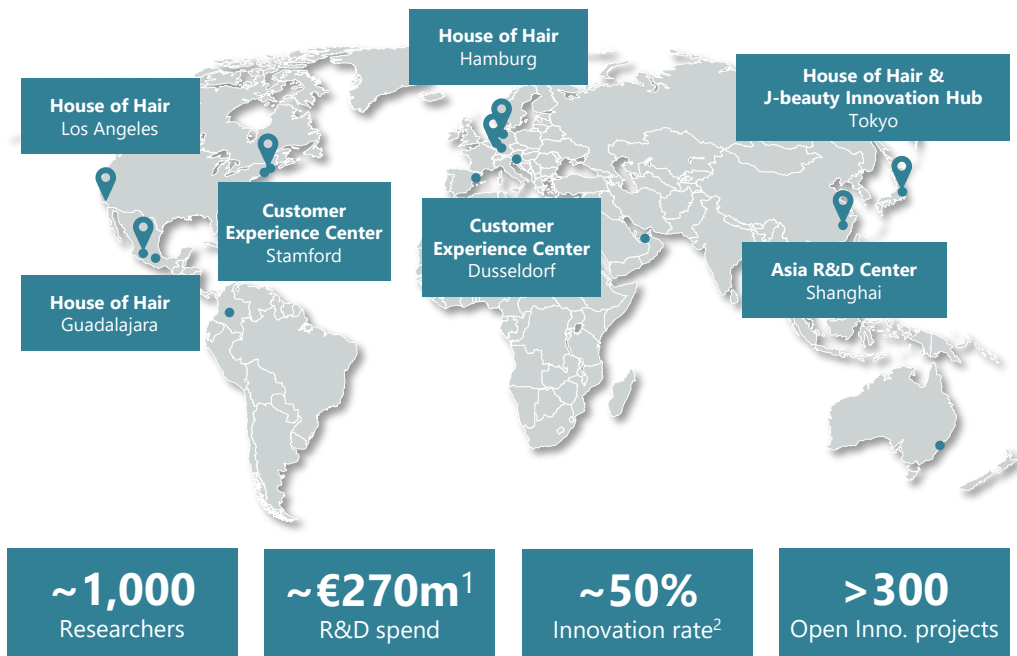 House of Hair
Hamburg
House of Hair &
J-beauty Innovation Hub
Tokyo
House of Hair
Los Angeles
Customer
Experience Center
Stamford
Customer
Experience Center
Dusseldorf
Asia R&D Center
Shanghai
House of Hair
Guadalajara
~1,000
Researchers
~€270m¹
R&D spend
~50%
Innovation rate²
>300
Open Inno. projects